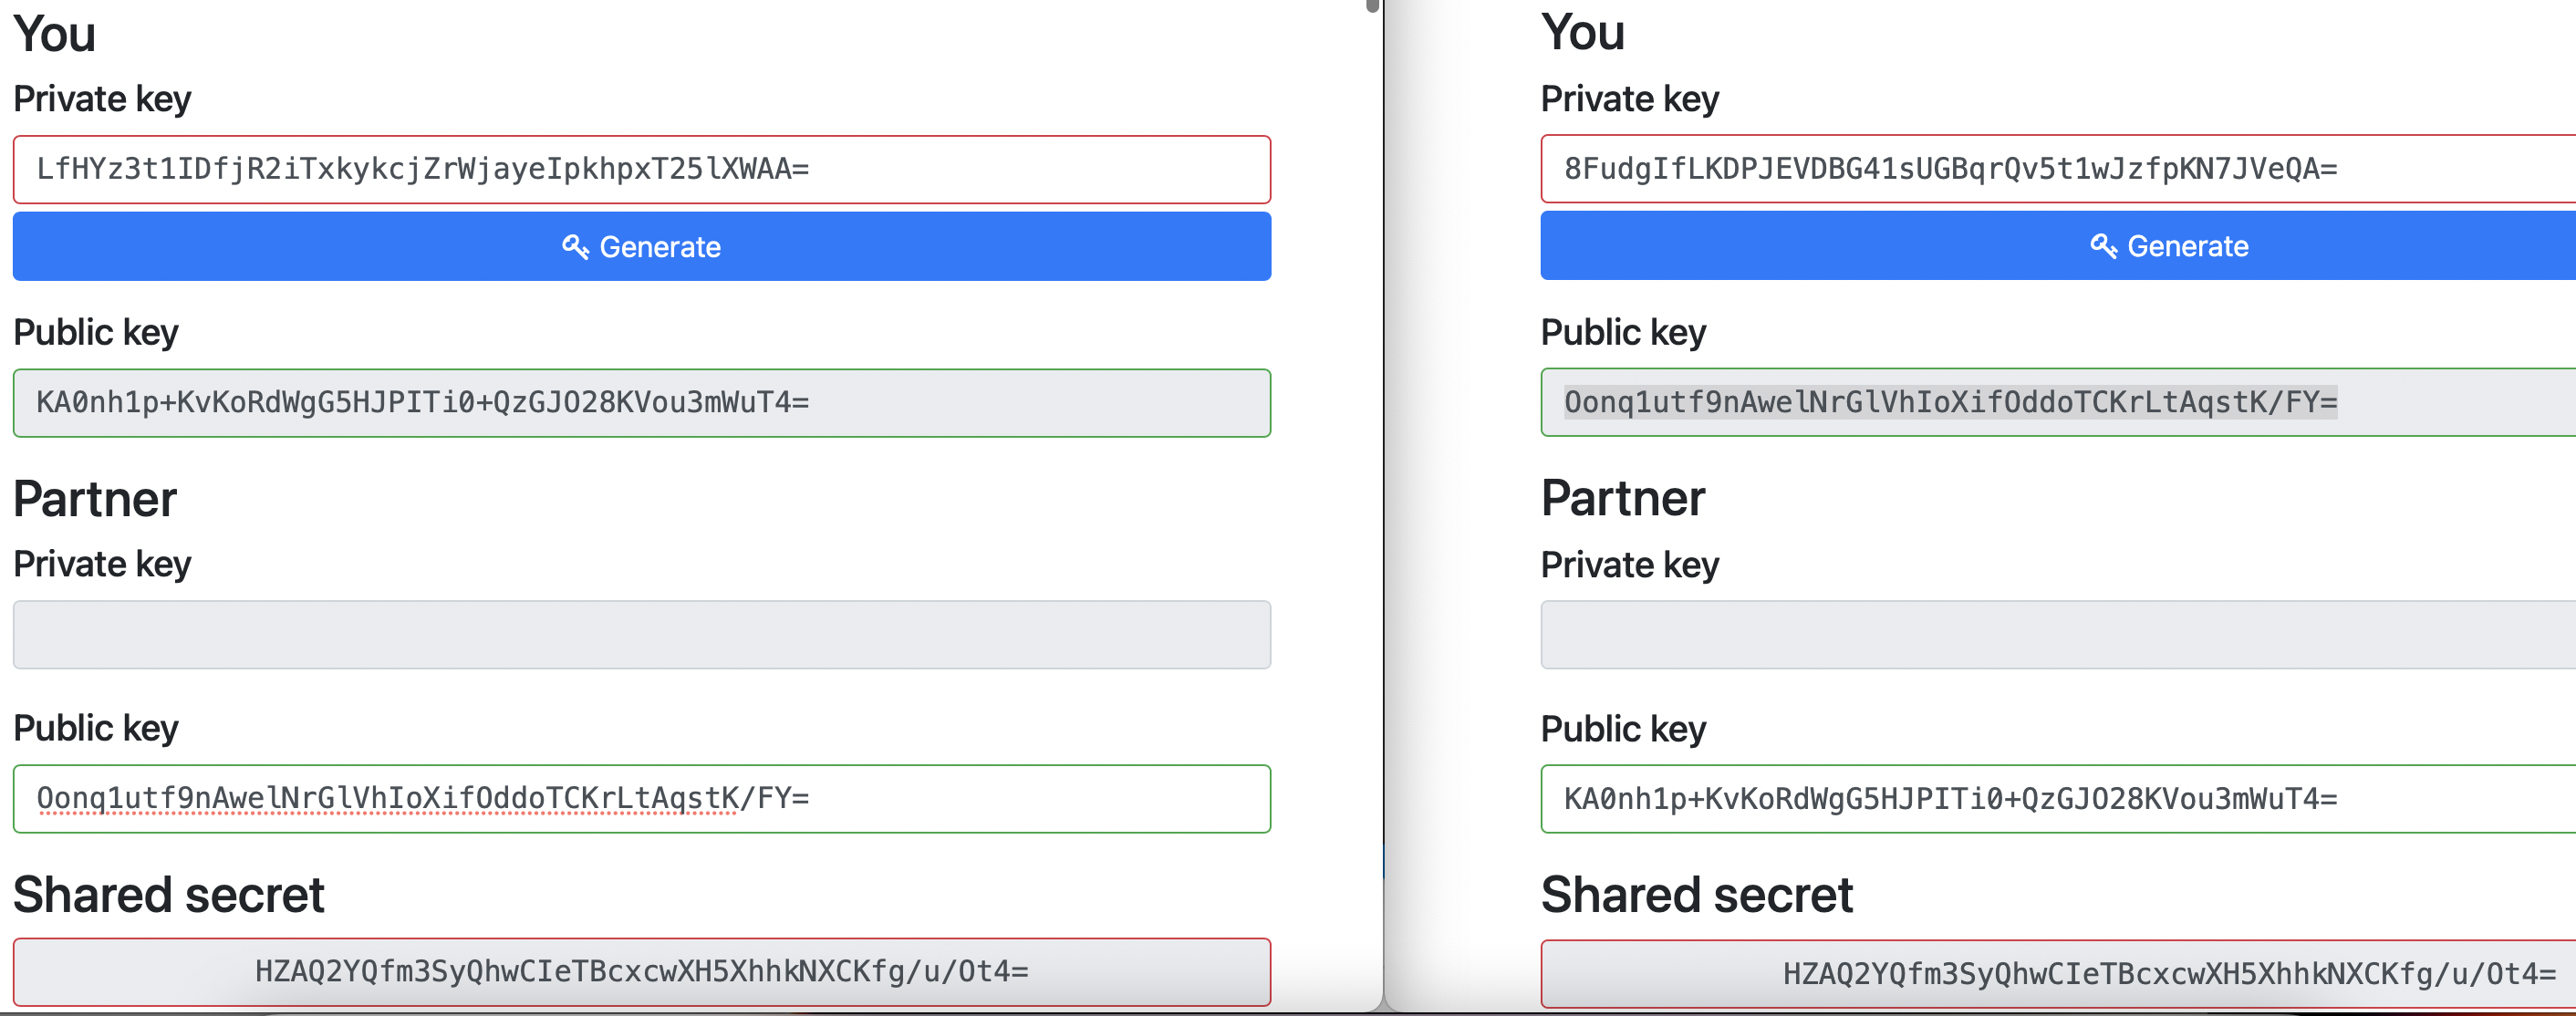 You
Private key
LfHYz3t1IDfjR2iTxkykcjZrWjayeIpkhpxT25lXWAA=
Generate
Public key
KA0nh1p+KvKoRdWgG5HJPITi0+QzGJO28KVou3mWuT4=
Partner
Private key
Public key
Oonq1utf9nAwelNrGlVhIoXifOddoTCKrLtAqstK/FY=
Shared secret
HZAQ2YQfm3SyQhwCIeTBcxcwXH5XhhkNXCKfg/u/Ot4=
You
Private key
8FudgIfLKDPJEVDBG41sUGBqrQv5t1wJzfpKN7JVeQA=
Generate
Public key
Oonq1utf9nAwelNrGlVhIoXifOddoTCKrLtAqstK/FY=
Partner
Private key
Public key
KA0nh1p+KvKoRdWgG5HJPITi0+QzGJO28KVou3mWuT4=
Shared secret
HZAQ2YQfm3SyQhwCIeTBcxcwXH5XhhkNXCKfg/u/Ot4=